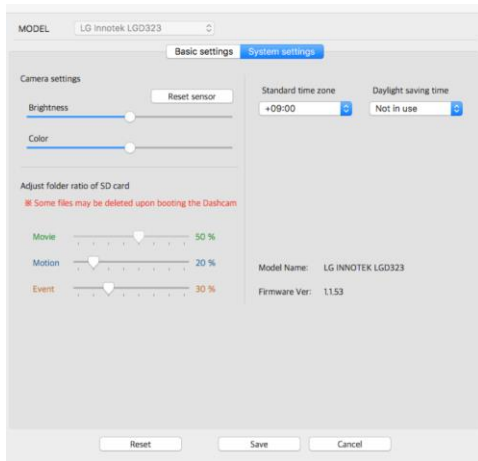 MODEL LG Innotek LGD323
Basic settings System settings
Camera settings
Reset sensor
Brightness
Color
Standard time zone Daylight saving time
+09:00 Not in use
Adjust folder ratio of SD card
※ Some files may be deleted upon booting the Dashcam
Movie 50 %
Motion 20 %
Event 30 %
Model Name: LG INNOTEK LGD323
Firmware Ver: 1.1.53
Reset Save Cancel